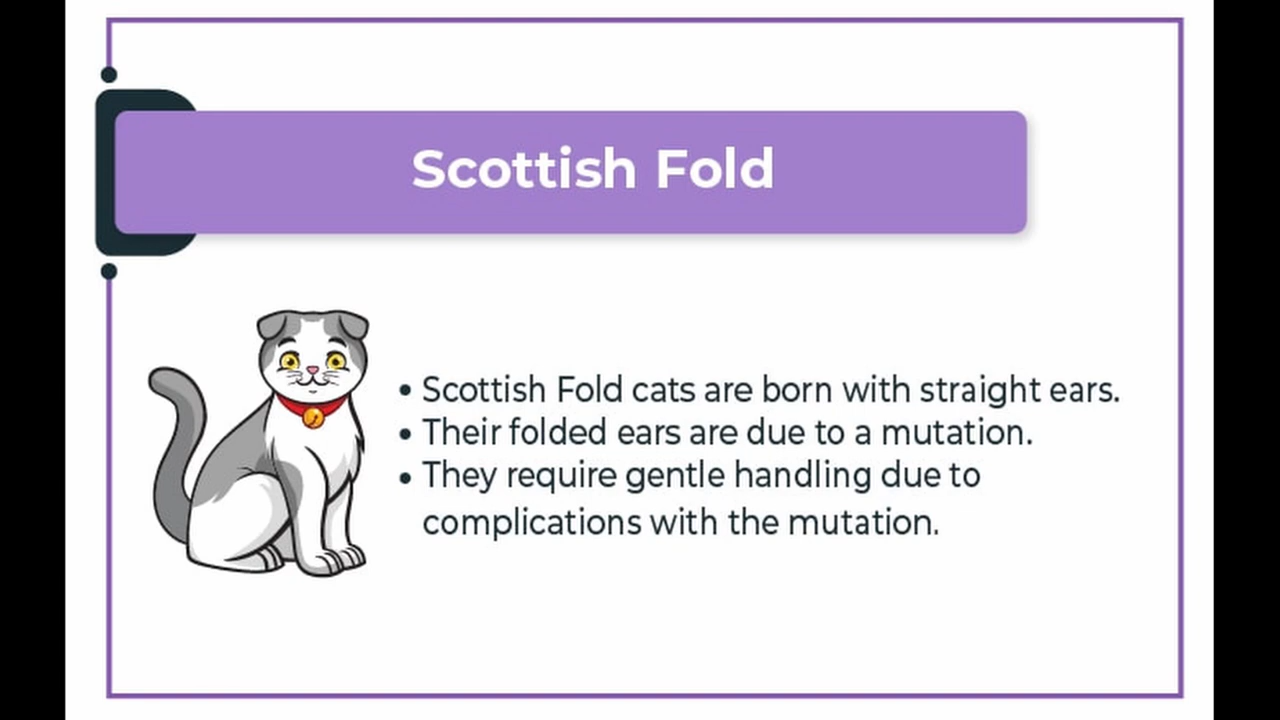 Scottish Fold
• Scottish Fold cats are born with straight ears.
• Their folded ears are due to a mutation.
• They require gentle handling due to
complications with the mutation.